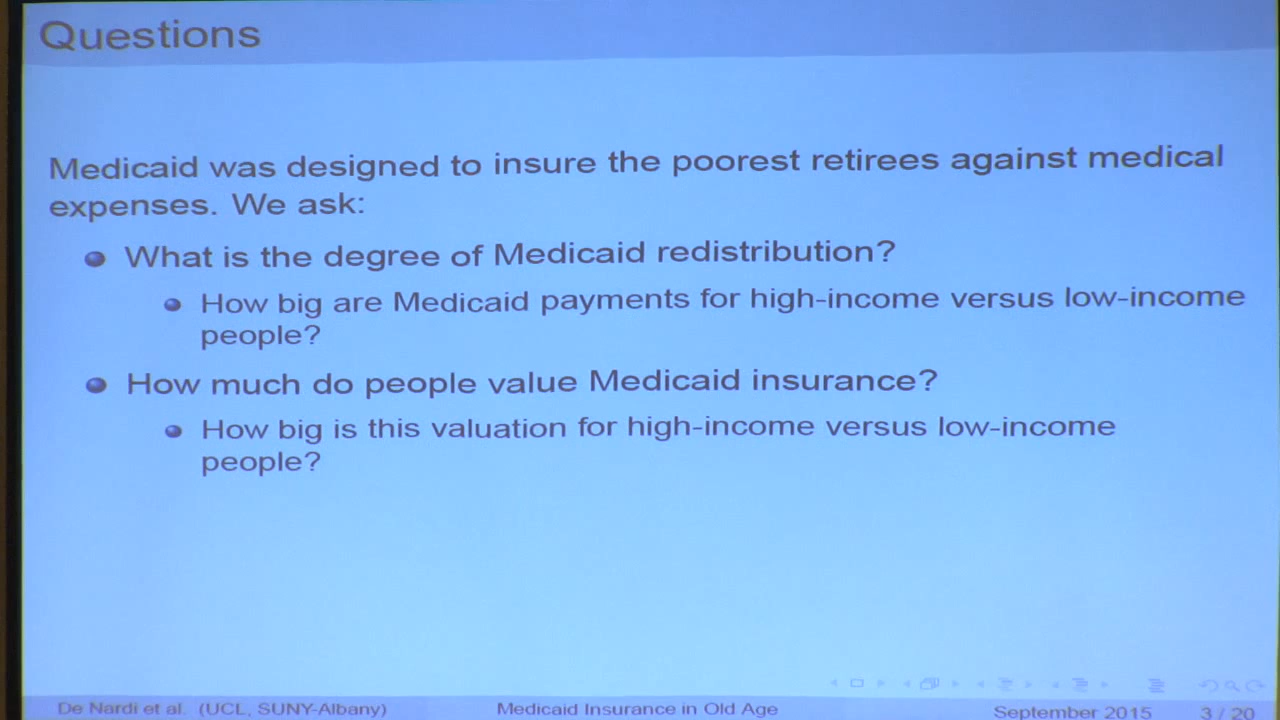 Questions
Medicaid was designed to insure the poorest retirees against medical
expenses. We ask:
What is the degree of Medicaid redistribution?
How big are Medicaid payments for high-income versus low-income
people?
How much do people value Medicaid insurance?
How big is this valuation for high-income versus low-income
people?
De Nardi et al. (UCL, SUNY-Albany) Medicaid Insurance in Old Age September 2015 3 / 20